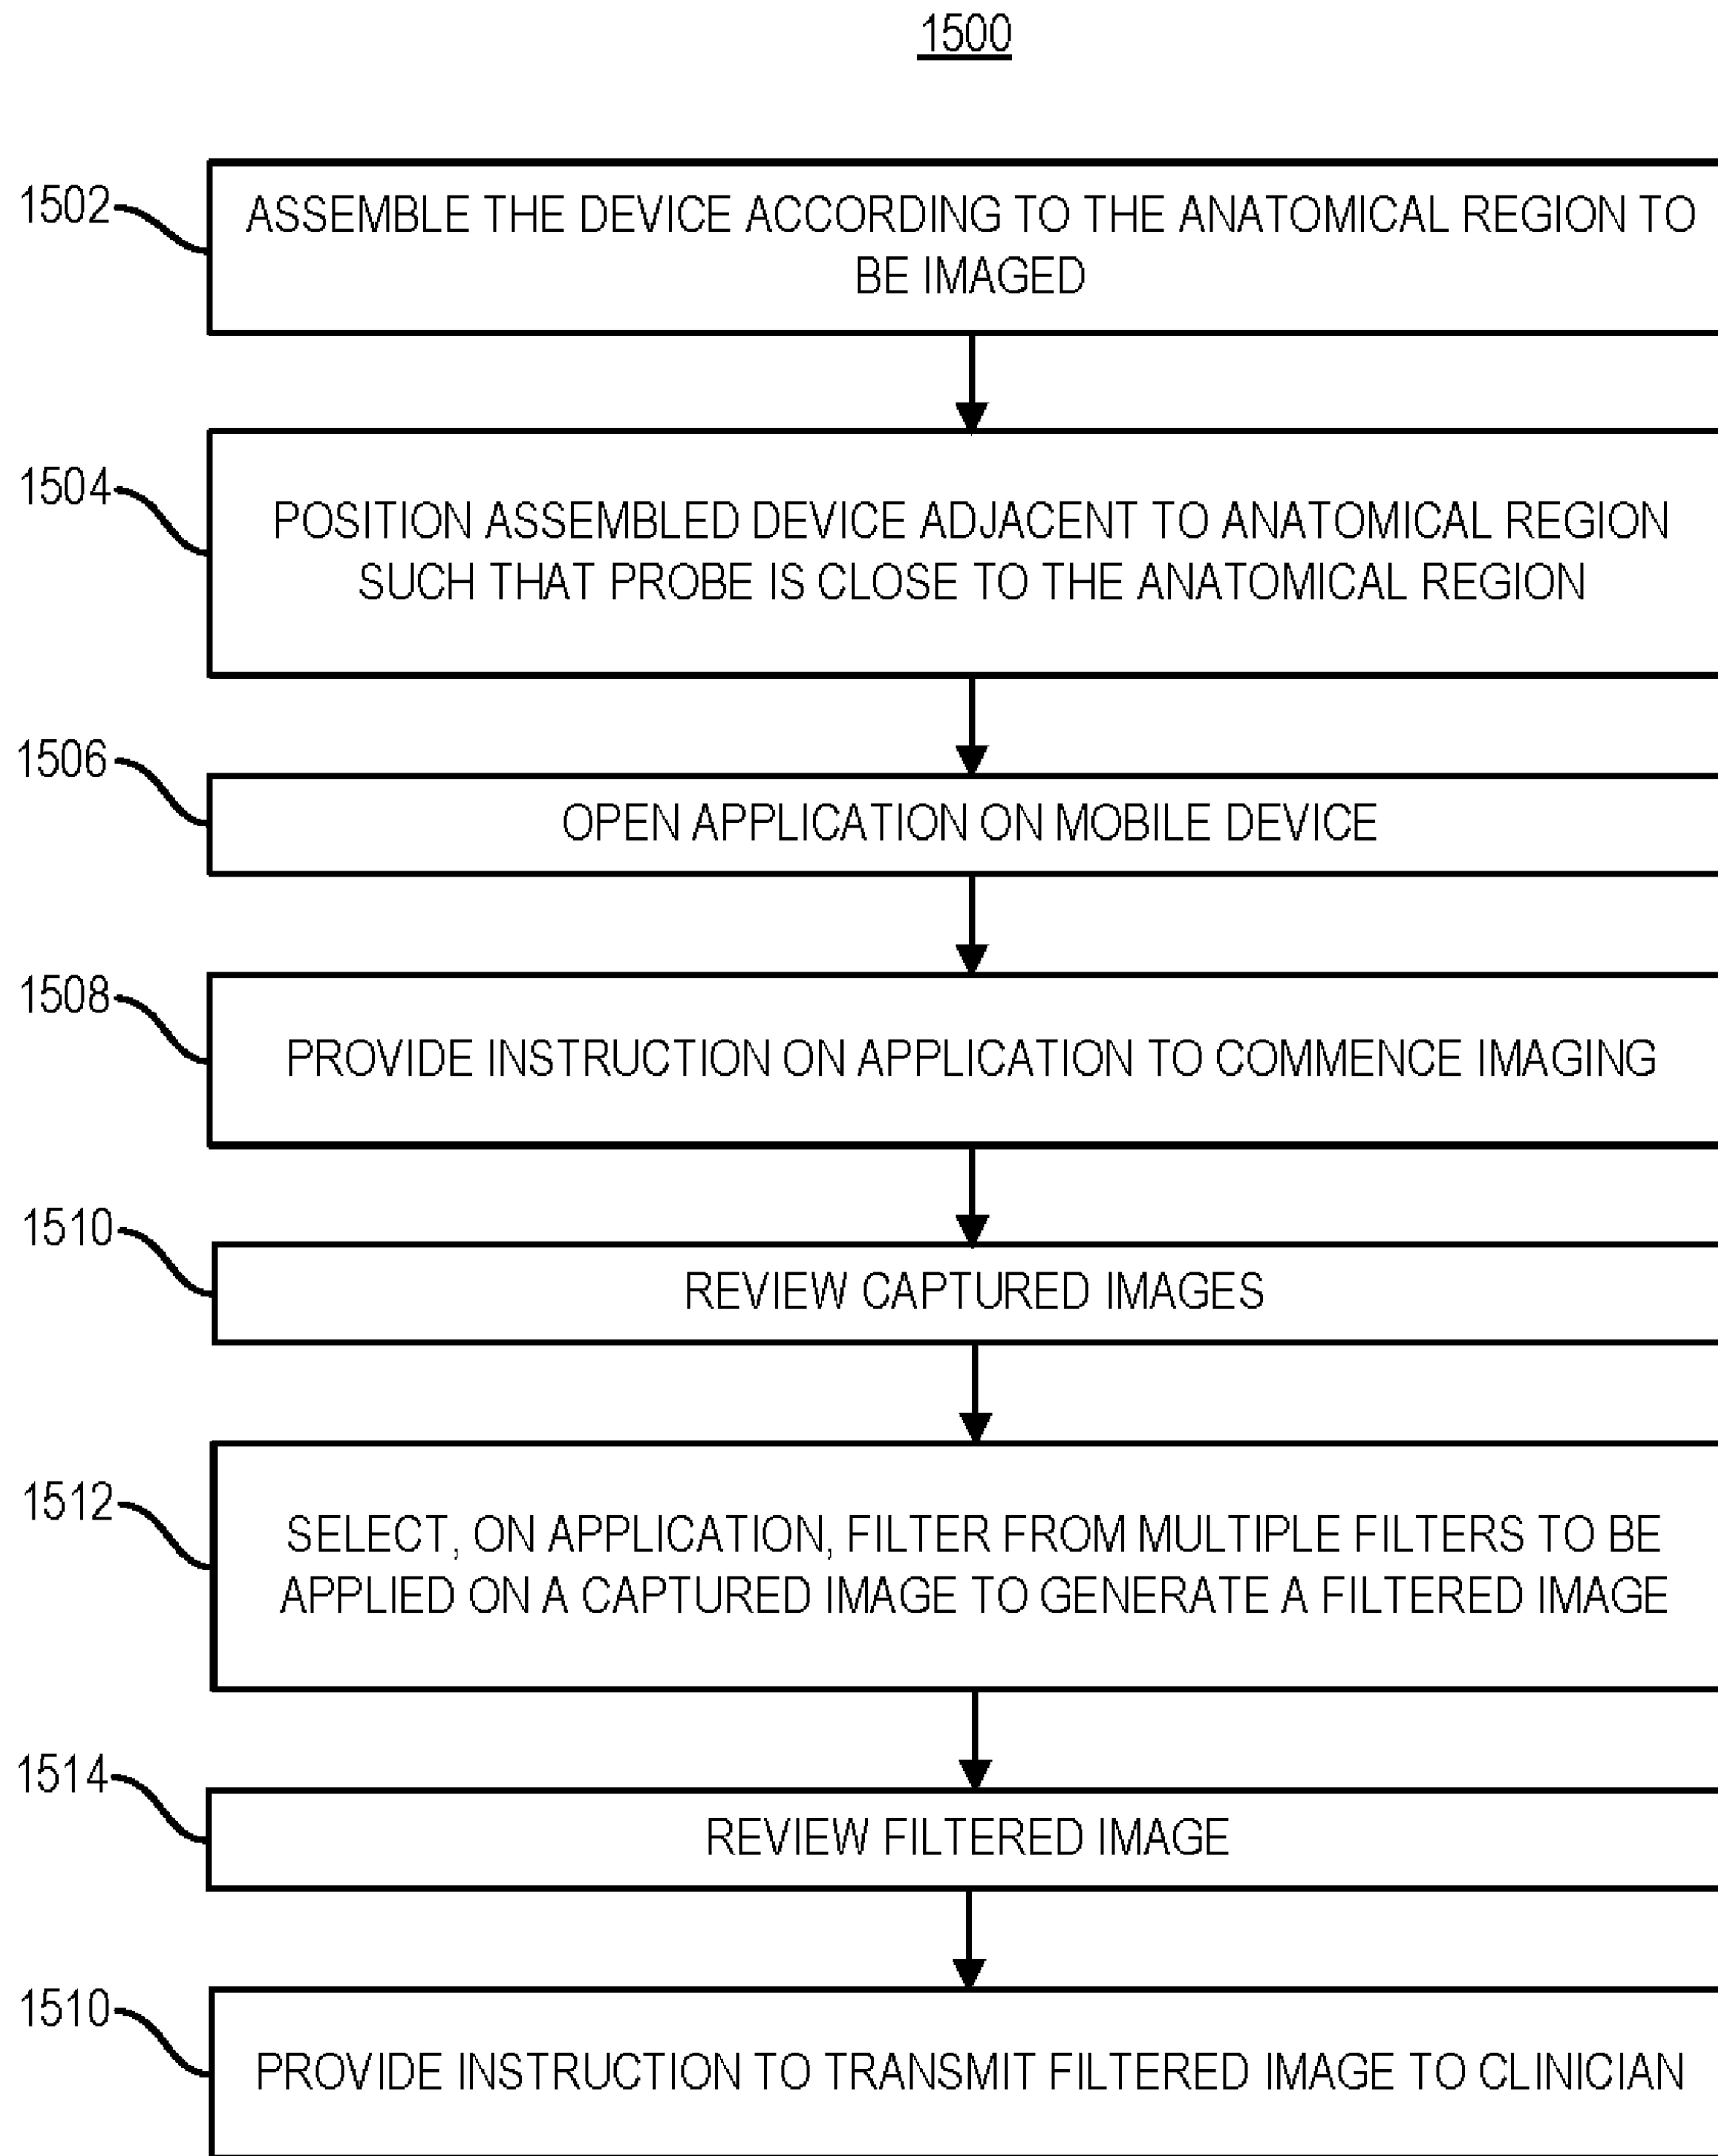 1500
1502
ASSEMBLE THE DEVICE ACCORDING TO THE ANATOMICAL REGION TO
BE IMAGED
1504
POSITION ASSEMBLED DEVICE ADJACENT TO ANATOMICAL REGION
SUCH THAT PROBE IS CLOSE TO THE ANATOMICAL REGION
1506
OPEN APPLICATION ON MOBILE DEVICE
1508
PROVIDE INSTRUCTION ON APPLICATION TO COMMENCE IMAGING
1510
REVIEW CAPTURED IMAGES
1512
SELECT, ON APPLICATION, FILTER FROM MULTIPLE FILTERS TO BE
APPLIED ON A CAPTURED IMAGE TO GENERATE A FILTERED IMAGE
1514
REVIEW FILTERED IMAGE
1510
PROVIDE INSTRUCTION TO TRANSMIT FILTERED IMAGE TO CLINICIAN